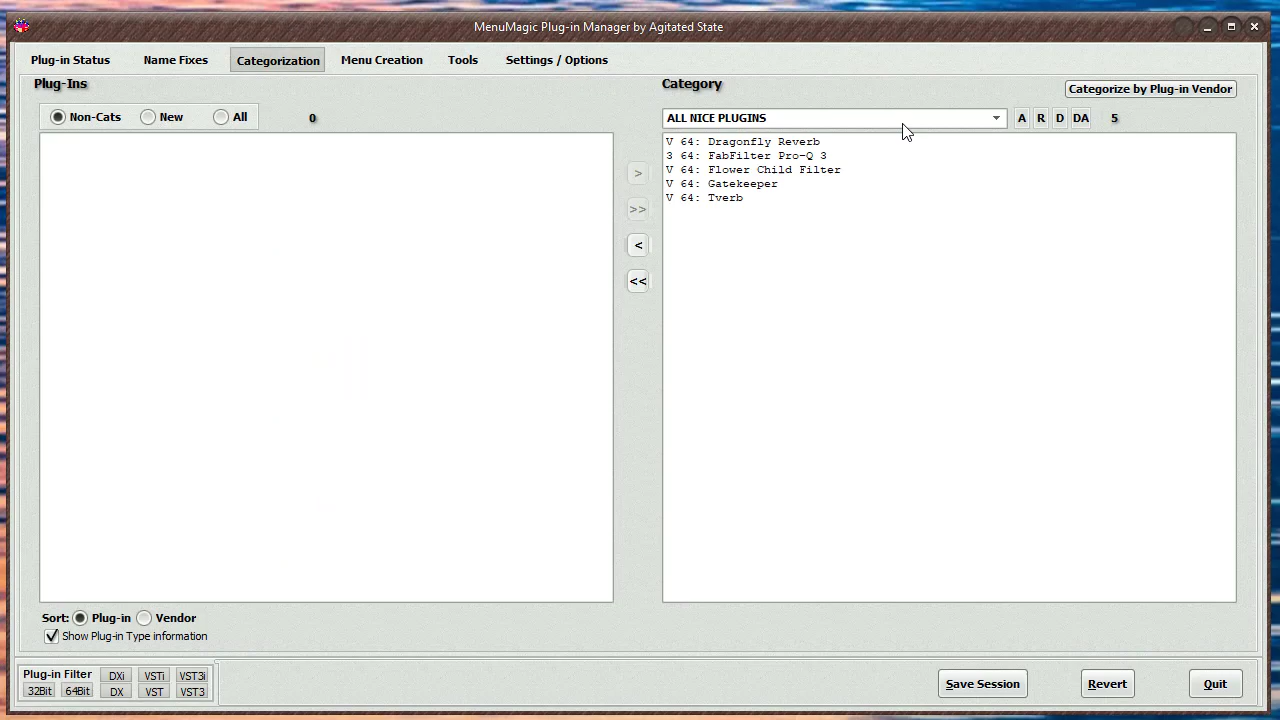 MenuMagic Plug-in Manager by Agitated State
Plug-in Status Name Fixes Categorization Menu Creation Tools Settings / Options
Plug-Ins
Category
Categorize by Plug-in Vendor
Non-Cats New All 0
ALL NICE PLUGINS A R D DA 5
V 64: Dragonfly Reverb
3 64: FabFilter Pro-Q 3
V 64: Flower Child Filter
V 64: Gatekeeper
V 64: Tverb
>
>>
<
<<
Sort: Plug-in Vendor
Show Plug-in Type information
Plug-in Filter DXi VSTi VST3i
32Bit 64Bit DX VST VST3
Save Session Revert Quit